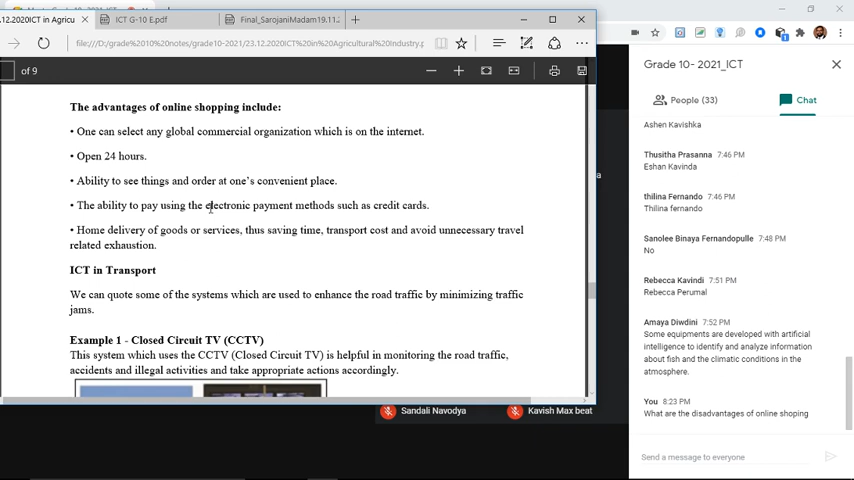 .12.2020ICT in Agricu
ICT G-10 E.pdf
Final_SarojaniMadam19.11.2
file:///D:/grade%2010%20notes/grade10-2021/23.12.2020ICT%20in%20Agricultural%20Industry.p
of 9
The advantages of online shopping include:
• One can select any global commercial organization which is on the internet.
• Open 24 hours.
• Ability to see things and order at one's convenient place.
• The ability to pay using the electronic payment methods such as credit cards.
• Home delivery of goods or services, thus saving time, transport cost and avoid unnecessary travel
related exhaustion.
ICT in Transport
We can quote some of the systems which are used to enhance the road traffic by minimizing traffic
jams.
Example 1 - Closed Circuit TV (CCTV)
This system which uses the CCTV (Closed Circuit TV) is helpful in monitoring the road traffic,
accidents and illegal activities and take appropriate actions accordingly.
Sandali Navodya
Kavish Max beat
Grade 10- 2021_ICT
People (33)
Chat
Ashen Kavishka
Thusitha Prasanna 7:46 PM
Eshan Kavinda
thilina Fernando 7:46 PM
Thilina fernando
Sanolee Binaya Fernandopulle 7:48 PM
No
Rebecca Kavindi 7:51 PM
Rebecca Perumal
Amaya Diwdini 7:52 PM
Some equipments are developed with artificial
intelligence to identify and analyze information
about fish and the climatic conditions in the
atmosphere.
You 8:23 PM
What are the disadvantages of online shoping
Send a message to everyone